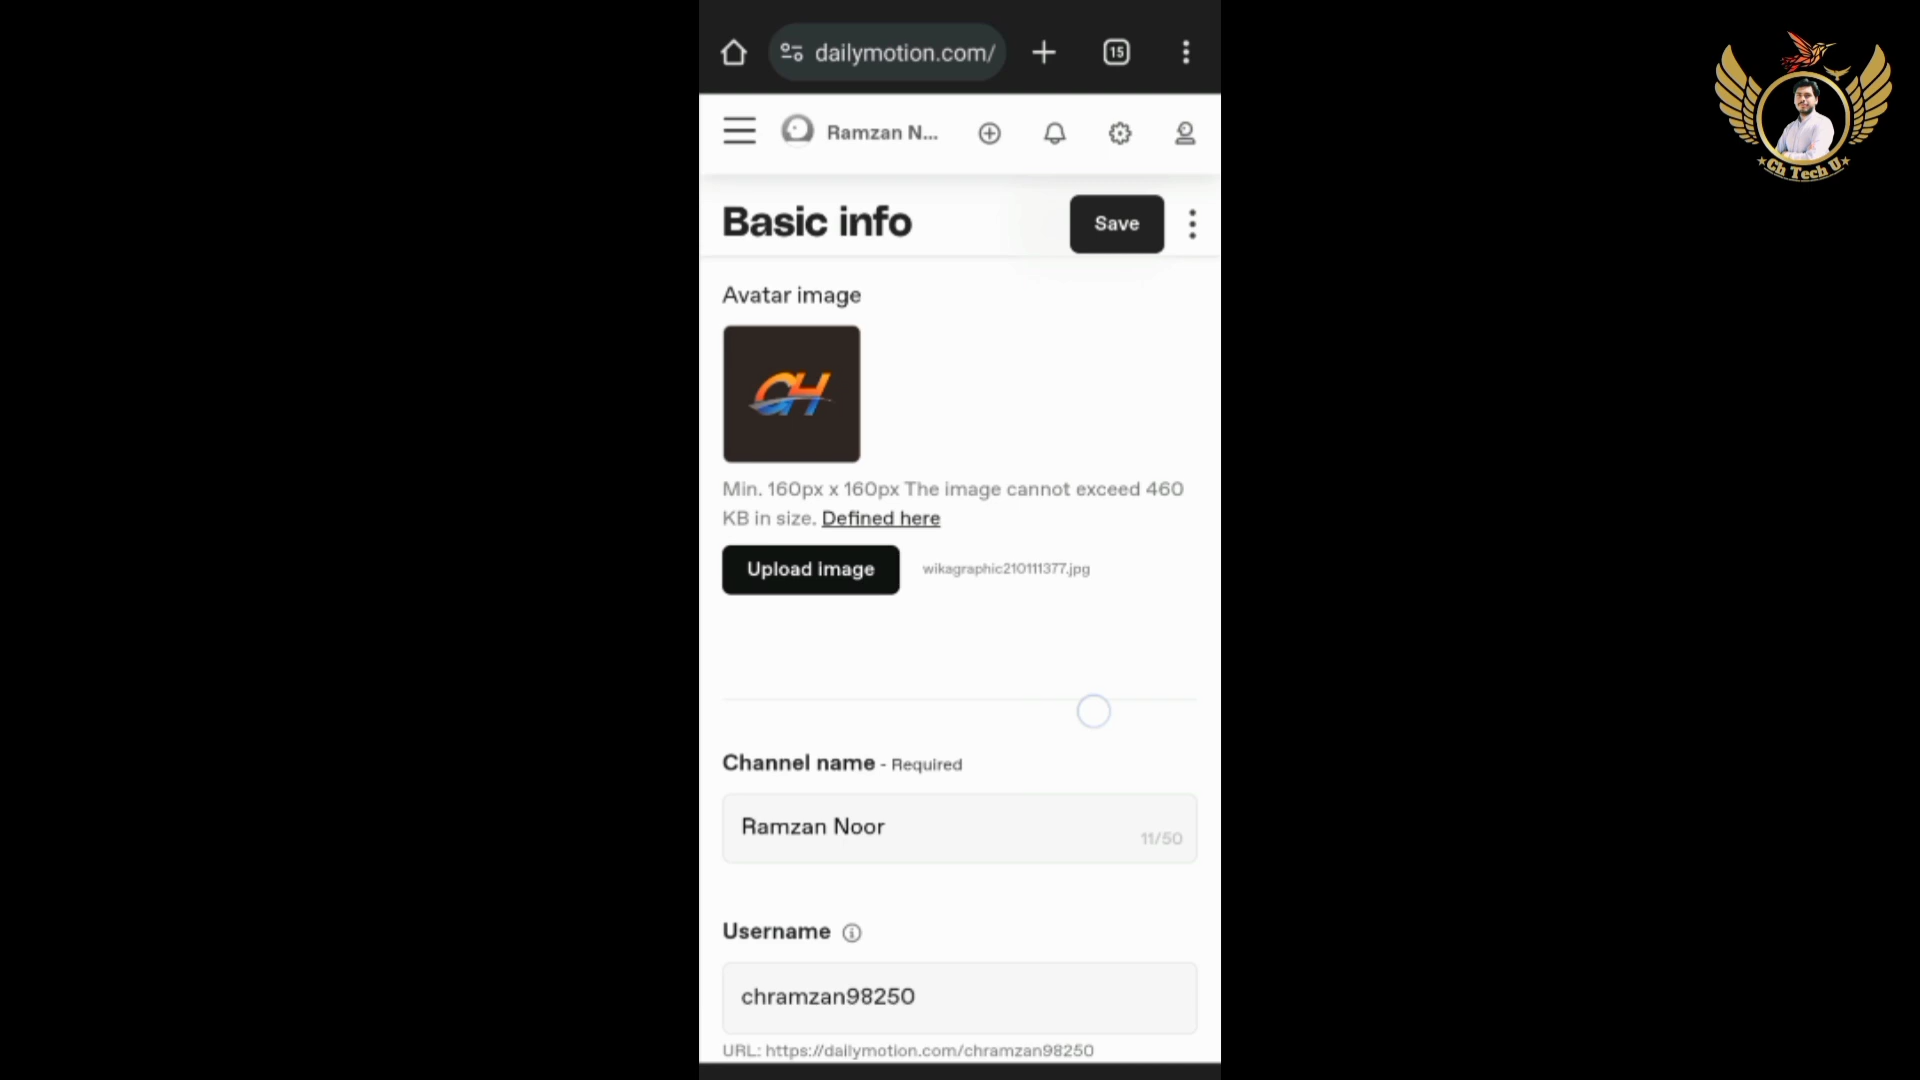 dailymotion.com/
15
Ramzan N...
Basic info
Save
Avatar image
CH
Min. 160px x 160px The image cannot exceed 460
KB in size. Defined here
Upload image
wikagraphic210111377.jpg
Channel name - Required
Ramzan Noor
11/50
Username
chramzan98250
URL: https://dailymotion.com/chramzan98250
Ch Tech U